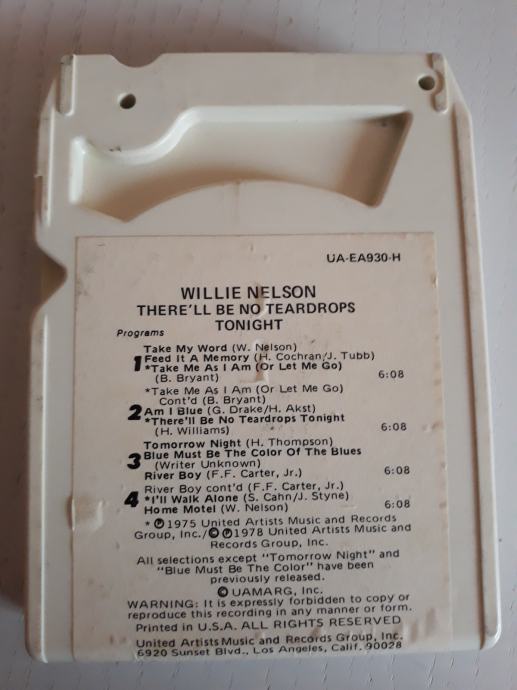 UA-EA930-H
WILLIE NELSON
THERE'LL BE NO TEARDROPS
TONIGHT
Programs
1
Take My Word (W. Nelson)
Feed It A Memory (H. Cochran/J. Tubb)
*Take Me As I Am (Or Let Me Go)
(B. Bryant) 6:08
2
*Take Me As I Am (Or Let Me Go)
Cont'd (B. Bryant)
Am I Blue (G. Drake/H. Akst)
*There'll Be No Teardrops Tonight
(H. Williams) 6:08
3
Tomorrow Night (H. Thompson)
Blue Must Be The Color Of The Blues
(Writer Unknown)
River Boy (F.F. Carter, Jr.) 6:08
4
River Boy cont'd (F.F. Carter, Jr.)
*I'll Walk Alone (S. Cahn/J. Styne)
Home Motel (W. Nelson) 6:08
* ℗1975 United Artists Music and Records
Group, Inc./©℗1978 United Artists Music and
Records Group, Inc.
All selections except "Tomorrow Night" and
"Blue Must Be The Color" have been
previously released.
© UAMARG, Inc.
WARNING: It is expressly forbidden to copy or
reproduce this recording in any manner or form.
Printed in U.S.A. ALL RIGHTS RESERVED
United Artists Music and Records Group, Inc.
6920 Sunset Blvd., Los Angeles, Calif. 90028